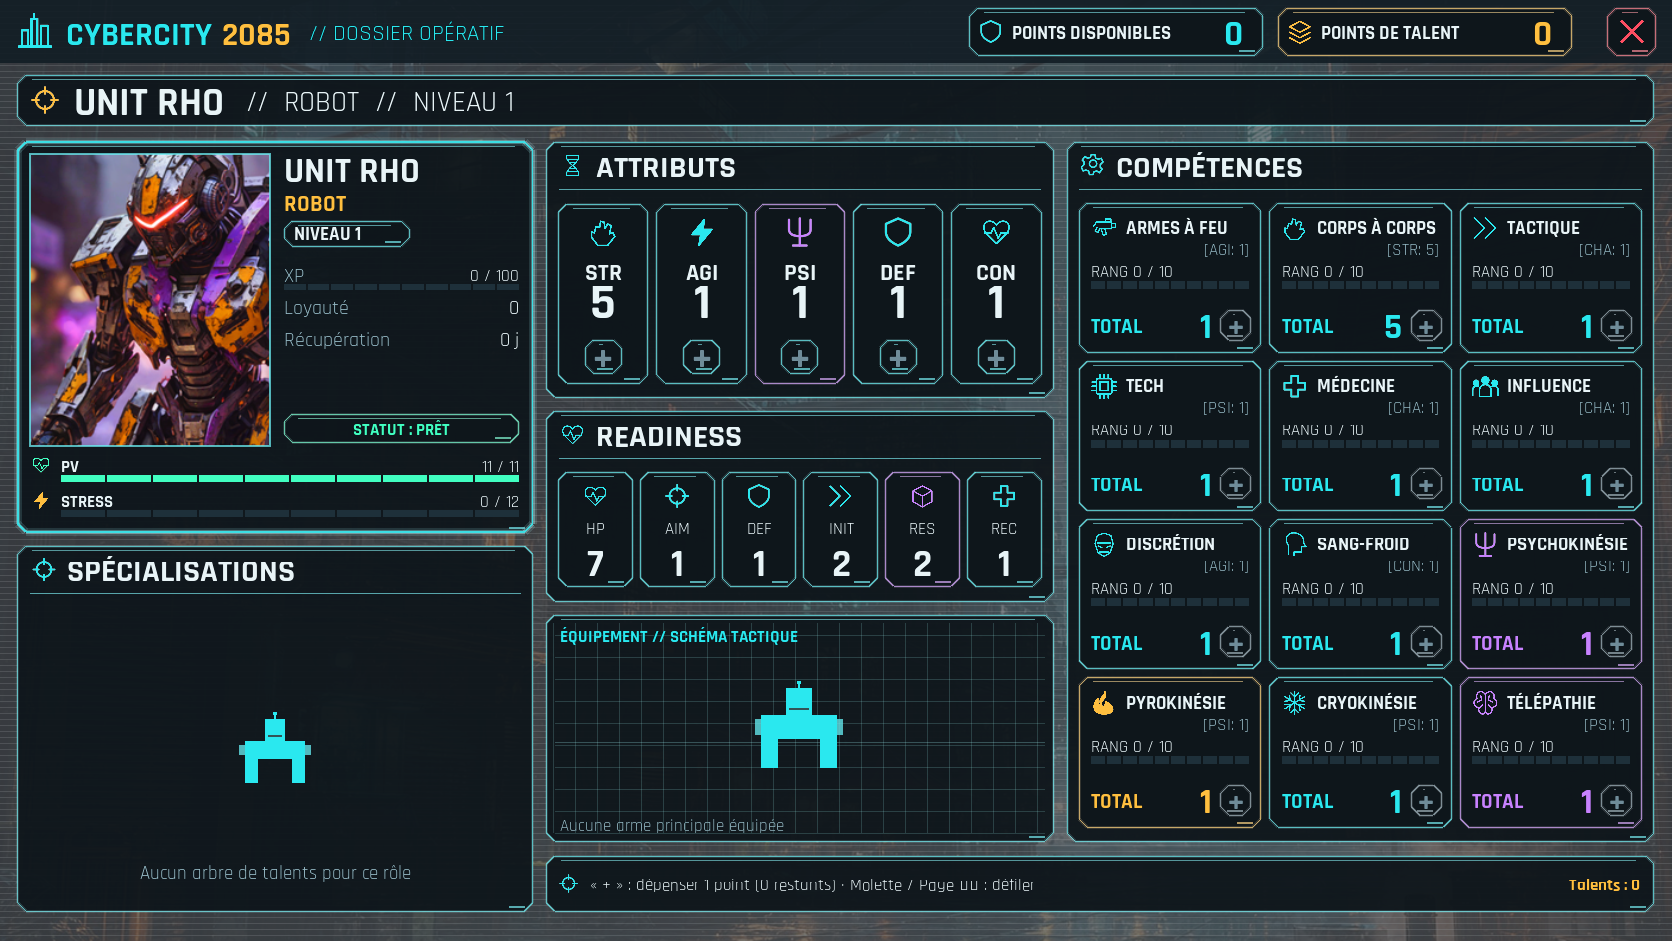 CYBERCITY 2085 // DOSSIER OPÉRATIF
POINTS DISPONIBLES 0
POINTS DE TALENT 0
UNIT RHO // ROBOT // NIVEAU 1
UNIT RHO
ROBOT
NIVEAU 1
XP 0 / 100
Loyauté 0
Récupération 0 j
STATUT : PRÊT
PV 11 / 11
STRESS 0 / 12
SPÉCIALISATIONS
Aucun arbre de talents pour ce rôle
ATTRIBUTS
STR AGI PSI DEF CON
5 1 1 1 1
+ + + + +
READINESS
HP AIM DEF INIT RES REC
7 1 1 2 2 1
ÉQUIPEMENT // SCHÉMA TACTIQUE
Aucune arme principale équipée
COMPÉTENCES
ARMES À FEU
[AGI: 1]
RANG 0 / 10
TOTAL 1 +
CORPS À CORPS
[STR: 5]
RANG 0 / 10
TOTAL 5 +
TACTIQUE
[CHA: 1]
RANG 0 / 10
TOTAL 1 +
TECH
[PSI: 1]
RANG 0 / 10
TOTAL 1 +
MÉDECINE
[CHA: 1]
RANG 0 / 10
TOTAL 1 +
INFLUENCE
[CHA: 1]
RANG 0 / 10
TOTAL 1 +
DISCRÉTION
[AGI: 1]
RANG 0 / 10
TOTAL 1 +
SANG-FROID
[CON: 1]
RANG 0 / 10
TOTAL 1 +
PSYCHOKINÉSIE
[PSI: 1]
RANG 0 / 10
TOTAL 1 +
PYROKINÉSIE
[PSI: 1]
RANG 0 / 10
TOTAL 1 +
CRYOKINÉSIE
[PSI: 1]
RANG 0 / 10
TOTAL 1 +
TÉLÉPATHIE
[PSI: 1]
RANG 0 / 10
TOTAL 1 +
« + » : dépenser 1 point (0 restants) · Molette / Page : défiler
Talents : 0